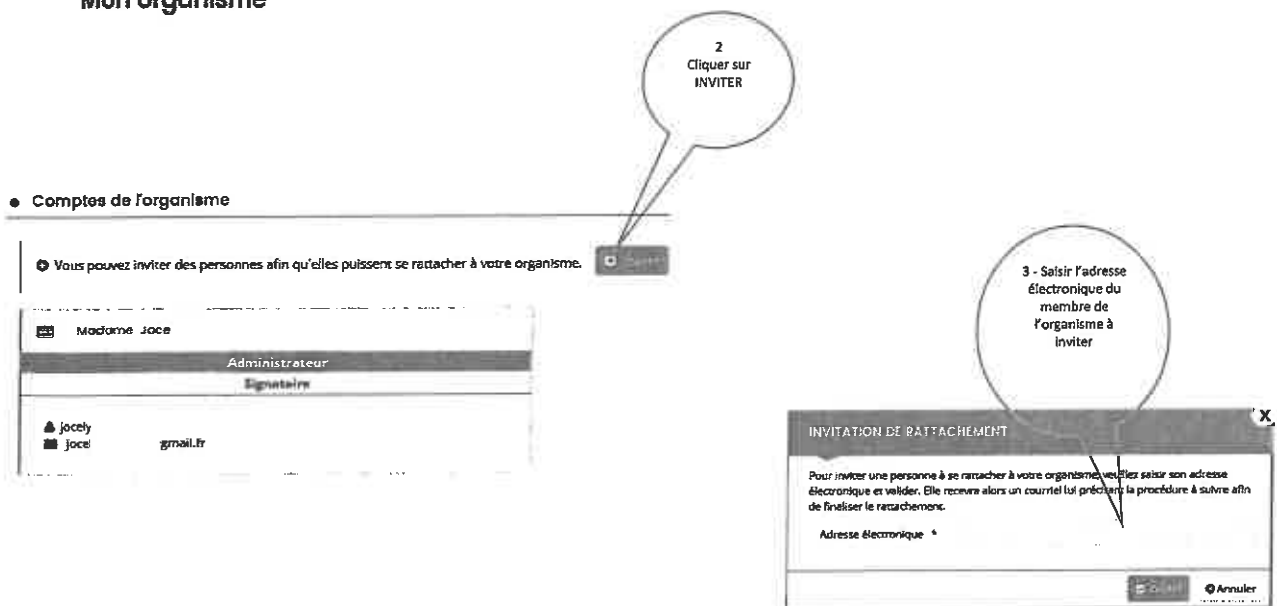 Mon organisme
2
Cliquer sur
INVITER
Comptes de l'organisme
Vous pouvez inviter des personnes afin qu'elles puissent se rattacher à votre organisme.
Madame Joce
Administrateur
Signataire
jocely
jocel gmail.fr
3 - Saisir l'adresse
électronique du
membre de
l'organisme à
inviter
X
INVITATION DE RATTACHEMENT
Pour inviter une personne à se rattacher à votre organisme, veuillez saisir son adresse
électronique et valider. Elle recevra alors un courriel lui précisant la procédure à suivre afin
de finaliser le rattachement.
Adresse électronique *
Annuler